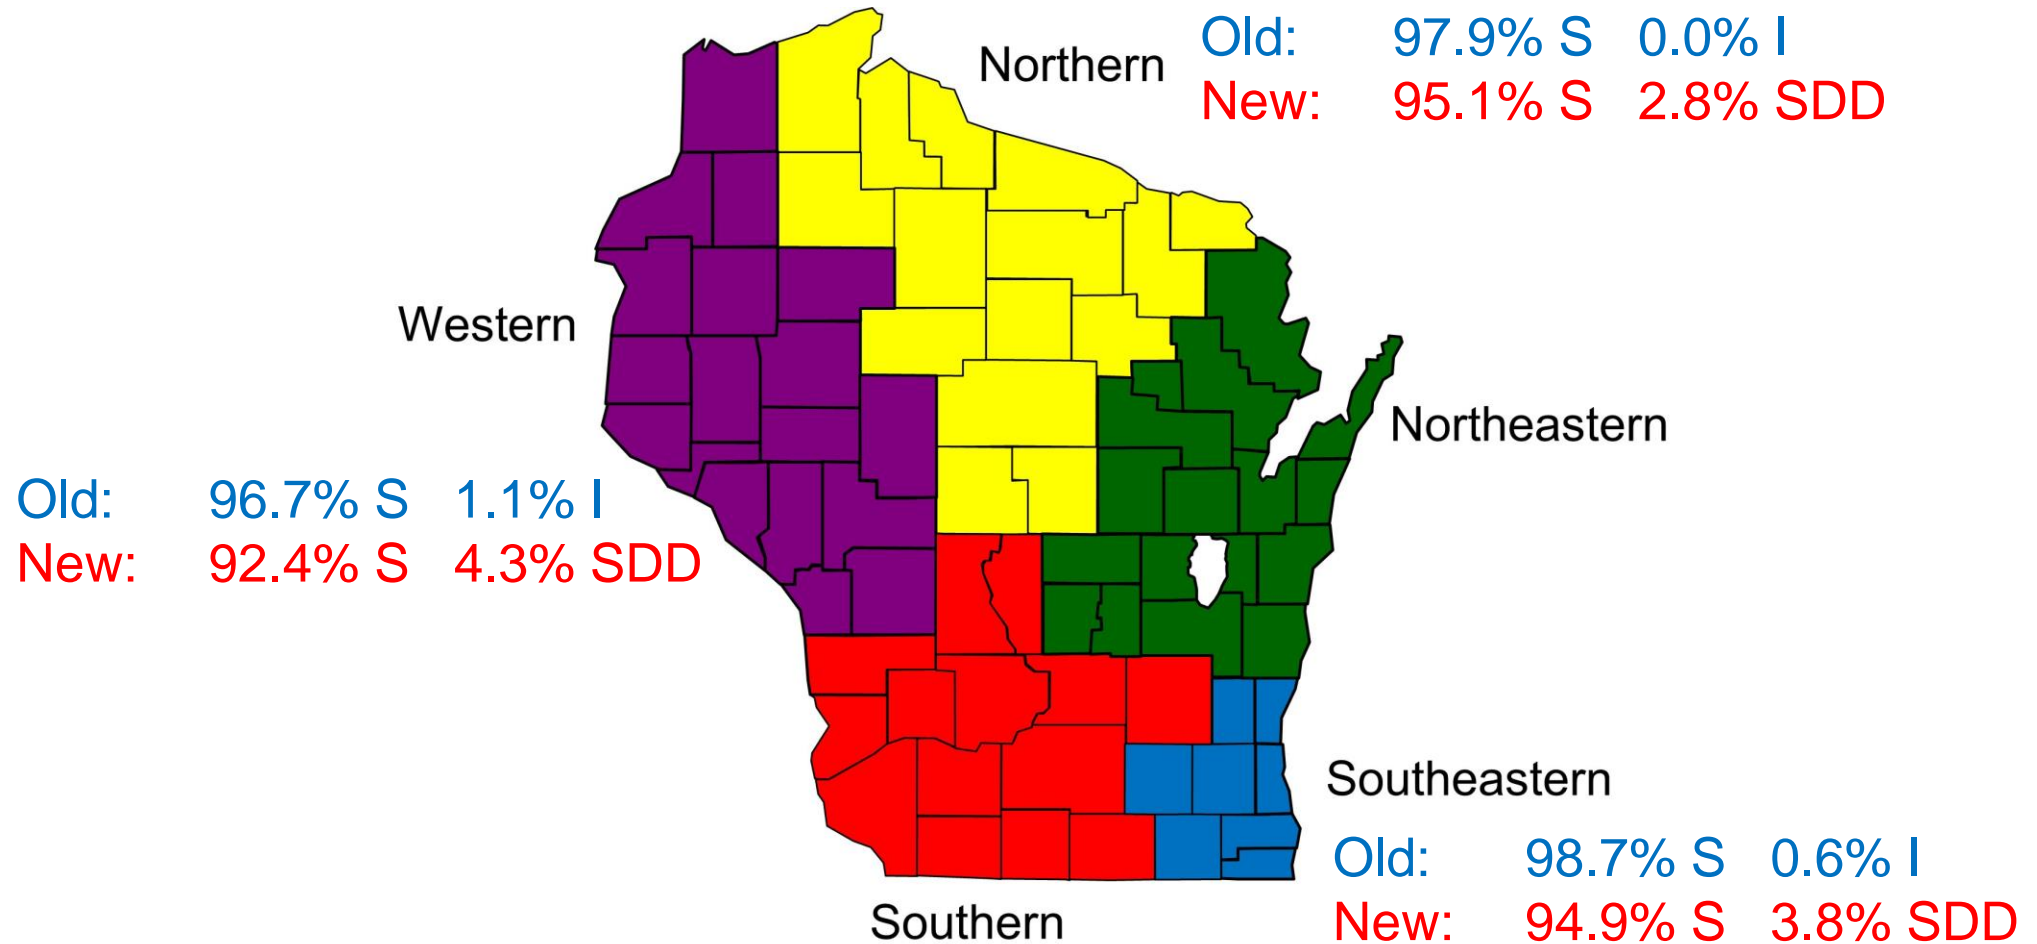 Northern
Old: 97.9% S 0.0% I
New: 95.1% S 2.8% SDD
Western
Northeastern
Old: 96.7% S 1.1% I
New: 92.4% S 4.3% SDD
Southeastern
Old: 98.7% S 0.6% I
New: 94.9% S 3.8% SDD
Southern